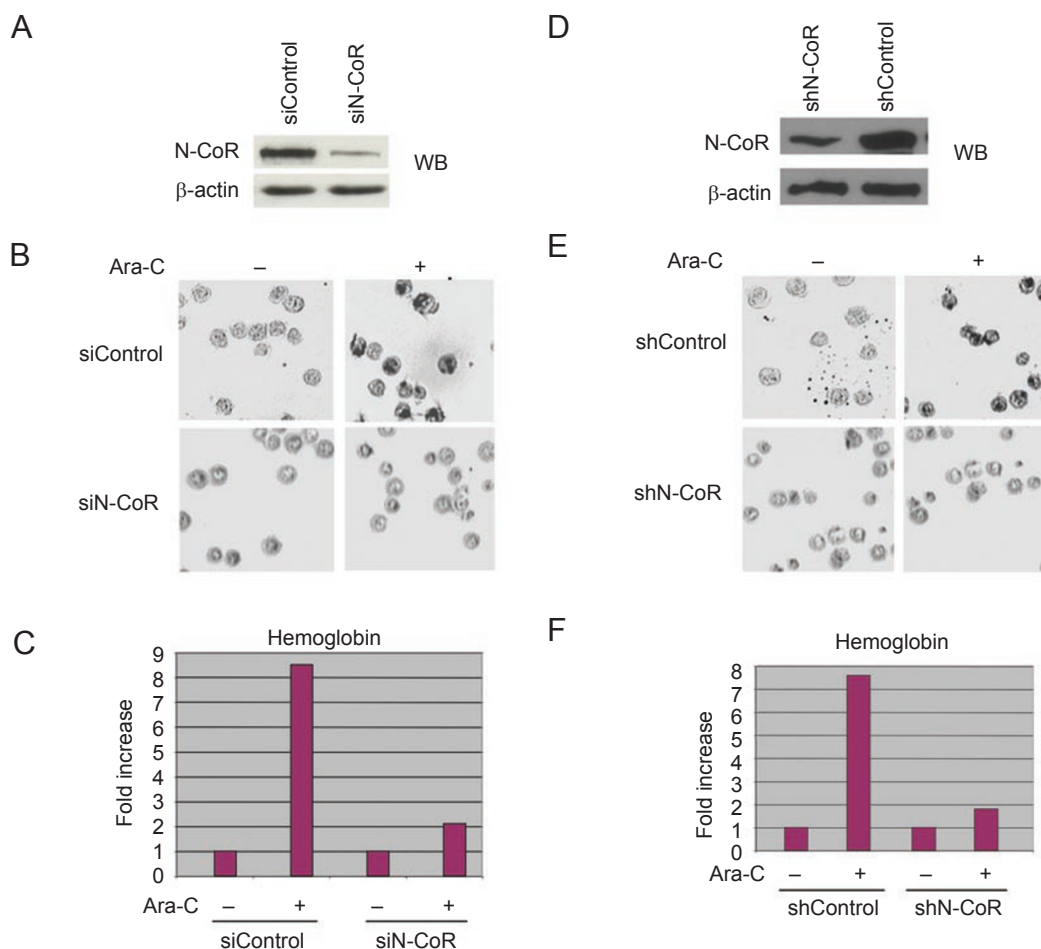 A
siControl
siN-CoR
N-CoR
WB
β-actin
B
Ara-C – +
siControl
siN-CoR
C
Hemoglobin
Fold increase
9
8
7
6
5
4
3
2
1
0
Ara-C – + – +
siControl siN-CoR
D
shN-CoR
shControl
N-CoR
WB
β-actin
E
Ara-C – +
shControl
shN-CoR
F
Hemoglobin
Fold increase
8
7
6
5
4
3
2
1
0
Ara-C – + – +
shControl shN-CoR